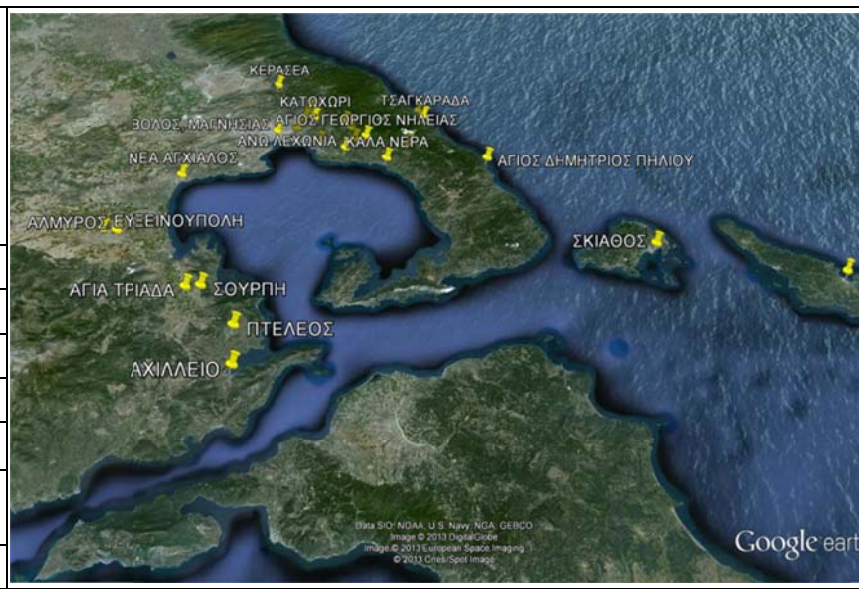 ΚΕΡΑΣΕΑ
ΚΑΤΩΧΩΡΙ
ΤΣΑΓΚΑΡΑΔΑ
ΒΟΛΟΣ, ΜΑΓΝΗΣΙΑΣ
ΑΓΙΟΣ ΓΕΩΡΓΙΟΣ ΝΗΛΕΙΑΣ
ΑΝΩ ΛΕΧΩΝΙΑ
ΚΑΛΑ ΝΕΡΑ
ΝΕΑ ΑΓΧΙΑΛΟΣ
ΑΓΙΟΣ ΔΗΜΗΤΡΙΟΣ ΠΗΛΙΟΥ
ΑΛΜΥΡΟΣ
ΕΥΞΕΙΝΟΥΠΟΛΗ
ΣΚΙΑΘΟΣ
ΑΓΙΑ ΤΡΙΑΔΑ
ΣΟΥΡΠΗ
ΠΤΕΛΕΟΣ
ΑΧΙΛΛΕΙΟ
Data SIO, NOAA, U.S. Navy, NGA, GEBCO
Image © 2013 DigitalGlobe
Image © 2013 European Space Imaging
© 2013 Cnes/Spot Image
Google eart